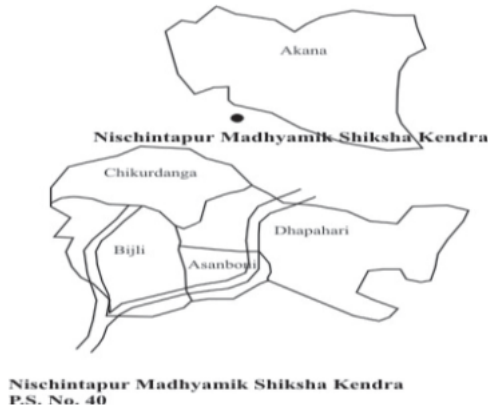 Akana
Nischintapur Madhyamik Shiksha Kendra
Chikurdanga
Dhapahari
Bijli
Asanboni
Nischintapur Madhyamik Shiksha Kendra
P.S. No. 40